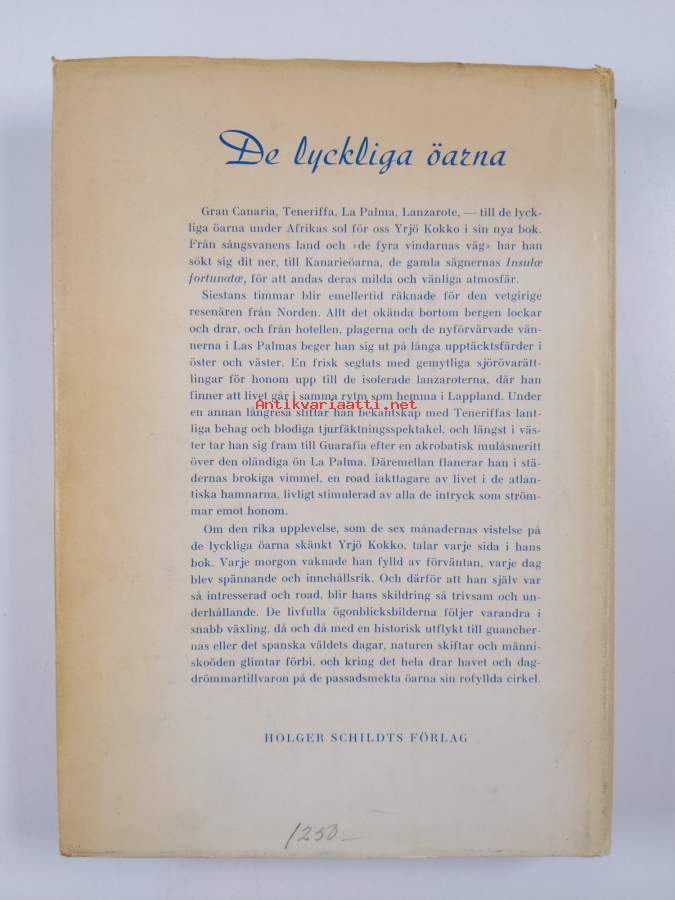 De lyckliga öarna
Gran Canaria, Teneriffa, La Palma, Lanzarote, — till de lyck-
liga öarna under Afrikas sol för oss Yrjö Kokko i sin nya bok.
Från sångsvanens land och »de fyra vindarnas väg» har han
sökt sig dit ner, till Kanarieöarna, de gamla sägnernas Insulæ
fortunatæ, för att andas deras milda och vänliga atmosfär.
Siestans timmar blir emellertid räknade för den vetgirige
resenären från Norden. Allt det okända bortom bergen lockar
och drar, och från hotellen, plagerna och de nyförvärvade vän-
nerna i Las Palmas beger han sig ut på långa upptäcktsfärder i
öster och väster. En frisk seglats med gemytliga sjörövarätt-
lingar för honom upp till de isolerade lanzaroterna, där han
finner att livet går i samma rytm som hemma i Lappland. Under
Antikvariaatti.net
en annan långresa stiftar han bekantskap med Teneriffas lant-
liga behag och blodiga tjurfäktningsspektakel, och längst i väs-
ter tar han sig fram till Guarafia efter en akrobatisk mulåsneritt
över den oländiga ön La Palma. Däremellan flanerar han i stä-
dernas brokiga vimmel, en road iakttagare av livet i de atlan-
tiska hamnarna, livligt stimulerad av alla de intryck som ström-
mar emot honom.
Om den rika upplevelse, som de sex månadernas vistelse på
de lyckliga öarna skänkt Yrjö Kokko, talar varje sida i hans
bok. Varje morgon vaknade han fylld av förväntan, varje dag
blev spännande och innehållsrik. Och därför att han själv var
så intresserad och road, blir hans skildring så trivsam och un-
derhållande. De livfulla ögonblicksbilderna följer varandra i
snabb växling, då och då med en historisk utflykt till guancher-
nas eller det spanska väldets dagar, naturen skiftar och männi-
skoöden glimtar förbi, och kring det hela drar havet och dag-
drömmartillvaron på de passadsmekta öarna sin rofyllda cirkel.
HOLGER SCHILDTS FÖRLAG
1250—